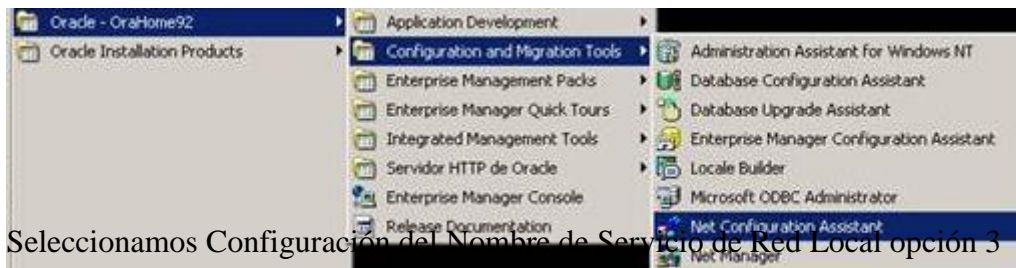 Oracle - OraHome92
Oracle Installation Products
Application Development
Configuration and Migration Tools
Enterprise Management Packs
Enterprise Manager Quick Tours
Integrated Management Tools
Servidor HTTP de Oracle
Enterprise Manager Console
Release Documentation
Administration Assistant for Windows NT
Database Configuration Assistant
Database Upgrade Assistant
Enterprise Manager Configuration Assistant
Locale Builder
Microsoft ODBC Administrator
Net Configuration Assistant
Net Manager
Seleccionamos Configuración del Nombre de Servicio de Red Local opción 3